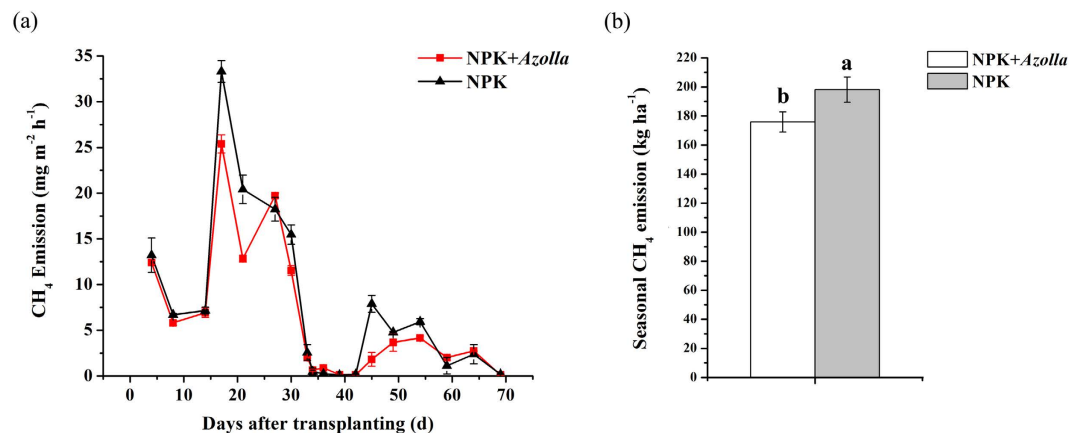 (a)
CH₄ Emission (mg m⁻² h⁻¹)
35
30
25
20
15
10
5
0
NPK+Azolla
NPK
0 10 20 30 40 50 60 70
Days after transplanting (d)
(b)
Seasonal CH₄ emission (kg ha⁻¹)
220
200
180
160
140
120
100
80
60
40
20
0
NPK+Azolla
NPK
b
a